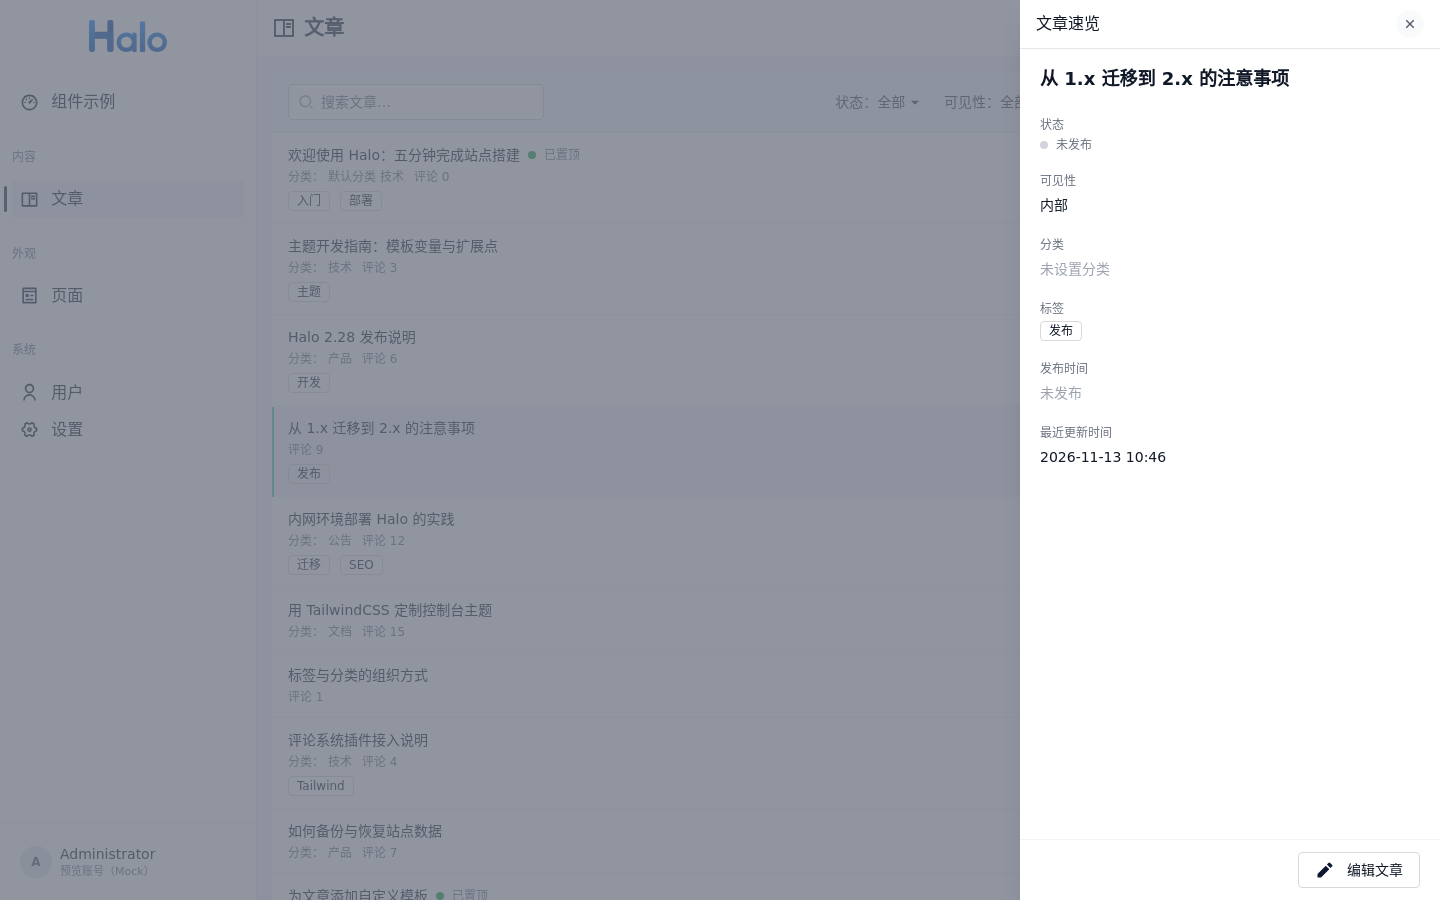 Halo
组件示例
内容
文章
外观
页面
系统
用户
设置
A
Administrator
预览账号（Mock）
文章
搜索文章...
状态：全部
可见性：全部
欢迎使用 Halo：五分钟完成站点搭建 已置顶
分类： 默认分类 技术 评论 0
入门 部署
主题开发指南：模板变量与扩展点
分类： 技术 评论 3
主题
Halo 2.28 发布说明
分类： 产品 评论 6
开发
从 1.x 迁移到 2.x 的注意事项
评论 9
发布
内网环境部署 Halo 的实践
分类： 公告 评论 12
迁移 SEO
用 TailwindCSS 定制控制台主题
分类： 文档 评论 15
标签与分类的组织方式
评论 1
评论系统插件接入说明
分类： 技术 评论 4
Tailwind
如何备份与恢复站点数据
分类： 产品 评论 7
为文章添加自定义模板 已置顶
文章速览
从 1.x 迁移到 2.x 的注意事项
状态
未发布
可见性
内部
分类
未设置分类
标签
发布
发布时间
未发布
最近更新时间
2026-11-13 10:46
编辑文章